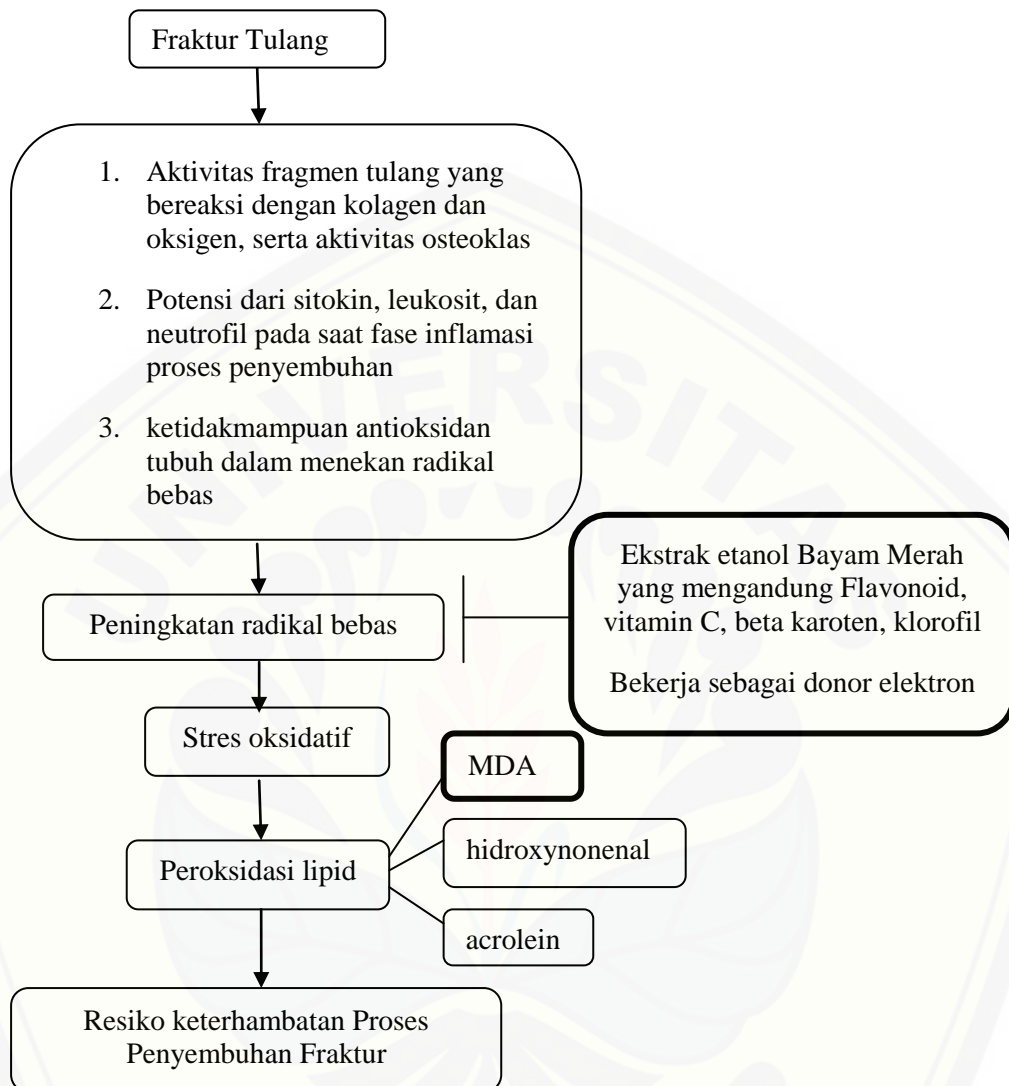 Fraktur Tulang
1. Aktivitas fragmen tulang yang
bereaksi dengan kolagen dan
oksigen, serta aktivitas osteoklas
2. Potensi dari sitokin, leukosit, dan
neutrofil pada saat fase inflamasi
proses penyembuhan
3. ketidakmampuan antioksidan
tubuh dalam menekan radikal
bebas
Ekstrak etanol Bayam Merah
yang mengandung Flavonoid,
vitamin C, beta karoten, klorofil
Bekerja sebagai donor elektron
Peningkatan radikal bebas
Stres oksidatif
MDA
Peroksidasi lipid
hidroxynonenal
acrolein
Resiko keterhambatan Proses
Penyembuhan Fraktur
UNIVERSITAS